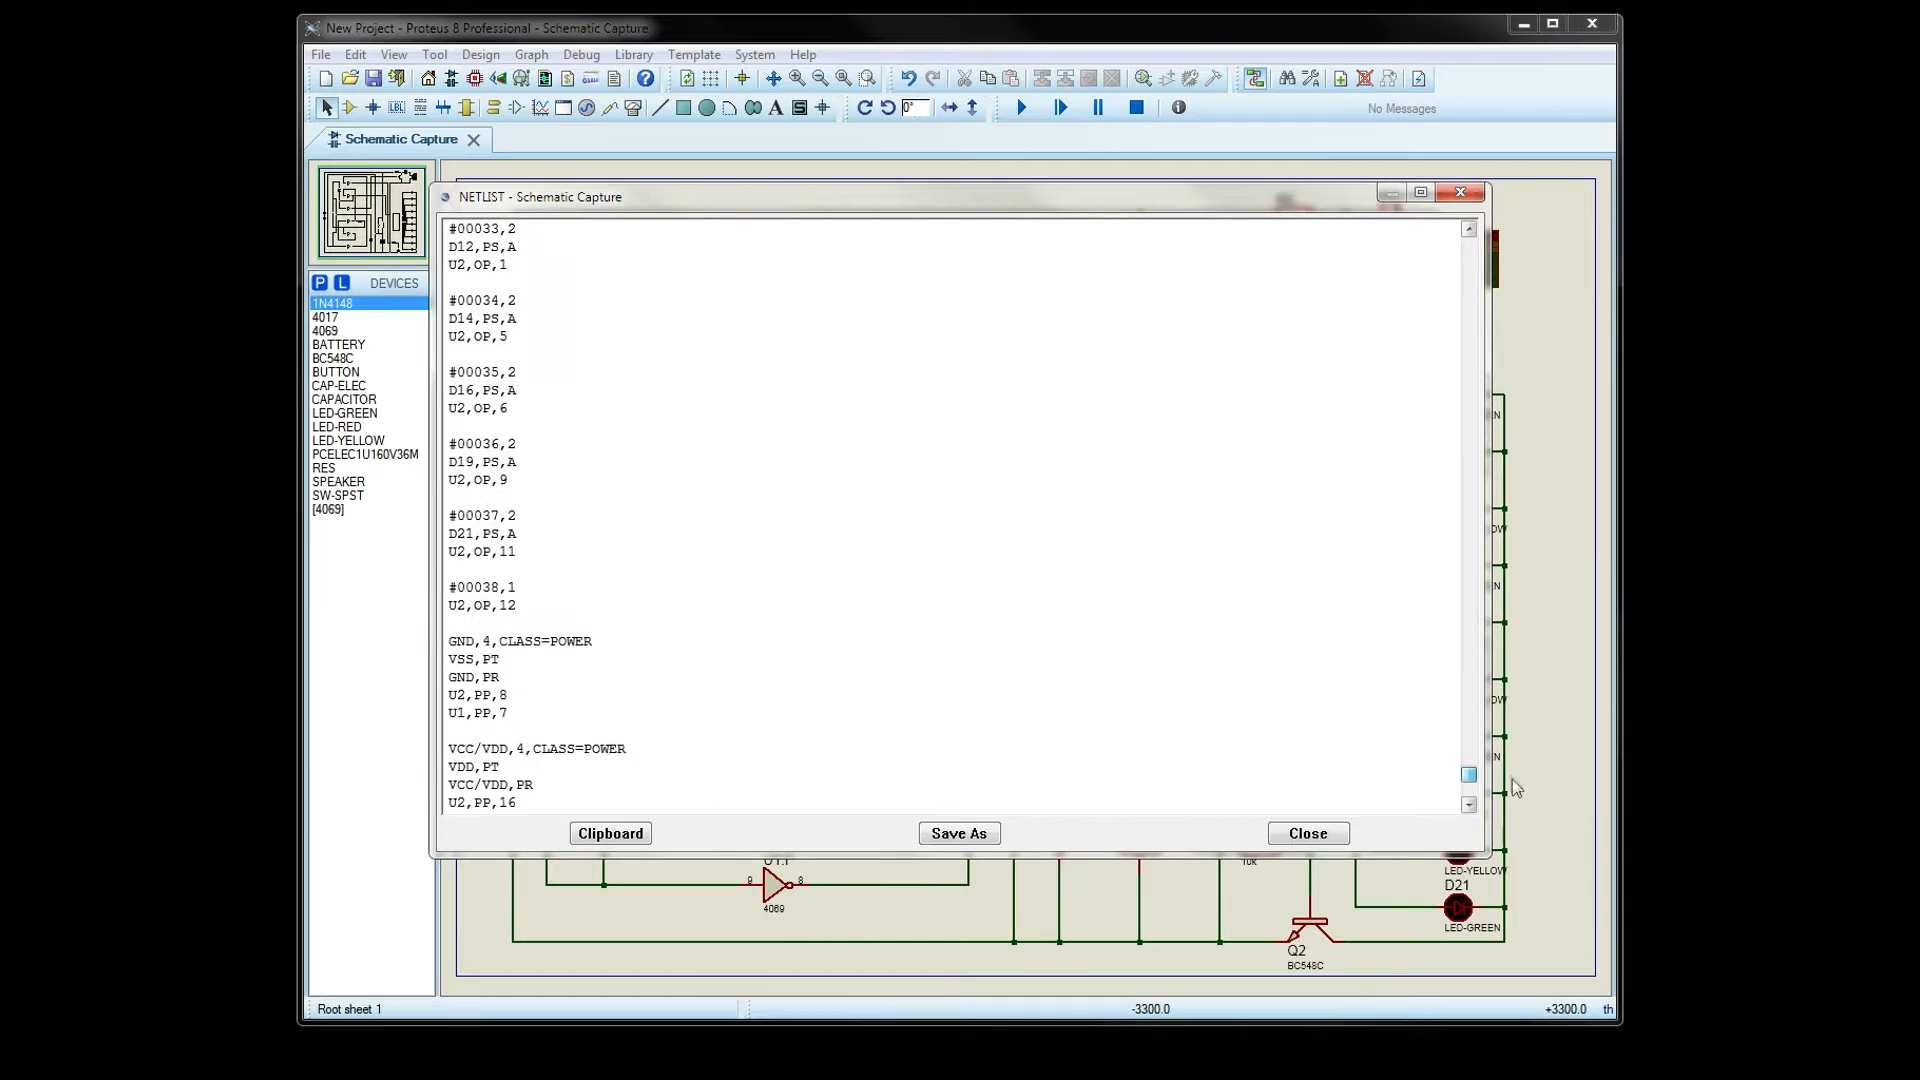 New Project - Proteus 8 Professional - Schematic Capture
File Edit View Tool Design Graph Debug Library Template System Help
0°
No Messages
Schematic Capture
P L DEVICES
1N4148
4017
4069
BATTERY
BC548C
BUTTON
CAP-ELEC
CAPACITOR
LED-GREEN
LED-RED
LED-YELLOW
PCELEC1U160V36M
RES
SPEAKER
SW-SPST
[4069]
NETLIST - Schematic Capture
#00033,2
D12,PS,A
U2,OP,1
#00034,2
D14,PS,A
U2,OP,5
#00035,2
D16,PS,A
U2,OP,6
#00036,2
D19,PS,A
U2,OP,9
#00037,2
D21,PS,A
U2,OP,11
#00038,1
U2,OP,12
GND,4,CLASS=POWER
VSS,PT
GND,PR
U2,PP,8
U1,PP,7
VCC/VDD,4,CLASS=POWER
VDD,PT
VCC/VDD,PR
U2,PP,16
Clipboard Save As Close
9 8
4069
10k
LED-YELLOW
D21
LED-GREEN
Q2
BC548C
Root sheet 1
-3300.0
+3300.0 th